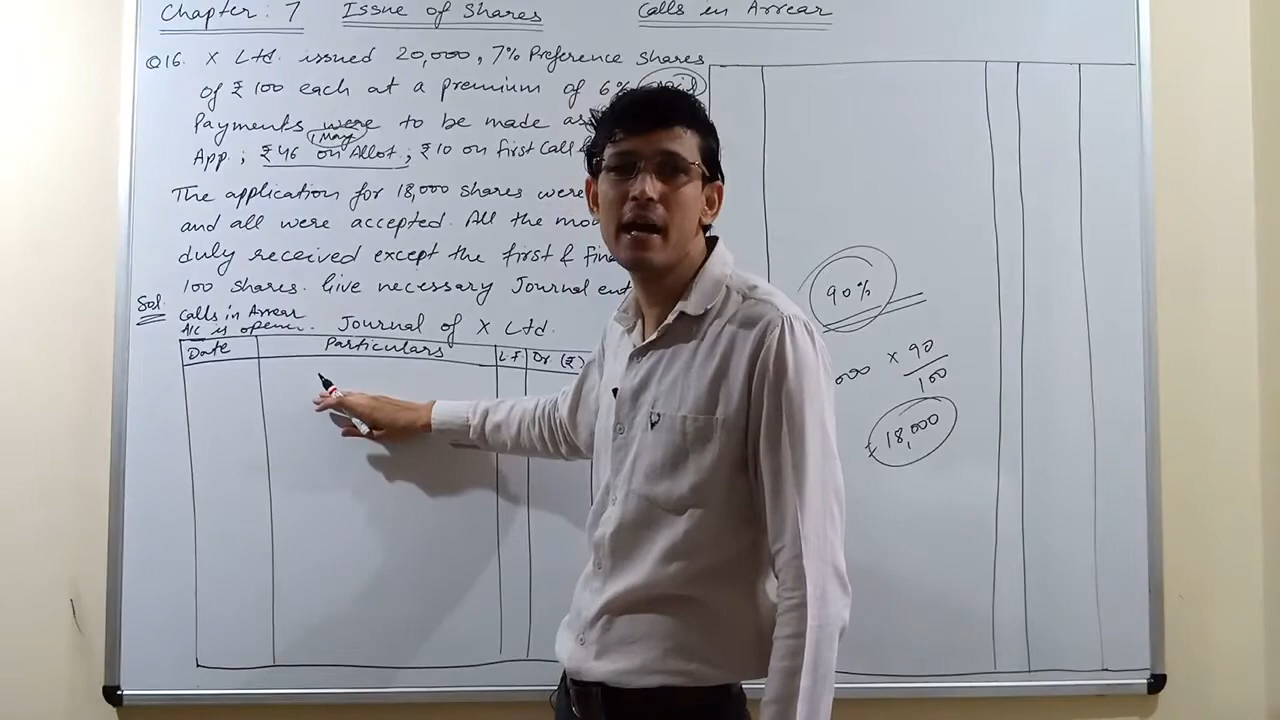 Chapter: 7 Issue of Shares Calls in Arrear
Q16. X Ltd. issued 20,000, 7% Preference shares
of ₹ 100 each at a premium of 6%
Payments were to be made as
1 May
App.; ₹46 on Allot; ₹10 on first Call
The application for 18,000 shares were
and all were accepted. All the
duly received except the first &
100 shares. Give necessary Journal
Sol. Calls in Arrear
A/c is opener. Journal of X Ltd.
Date Particulars L.F Dr. (₹)
90%
000 × 90
100
18,000